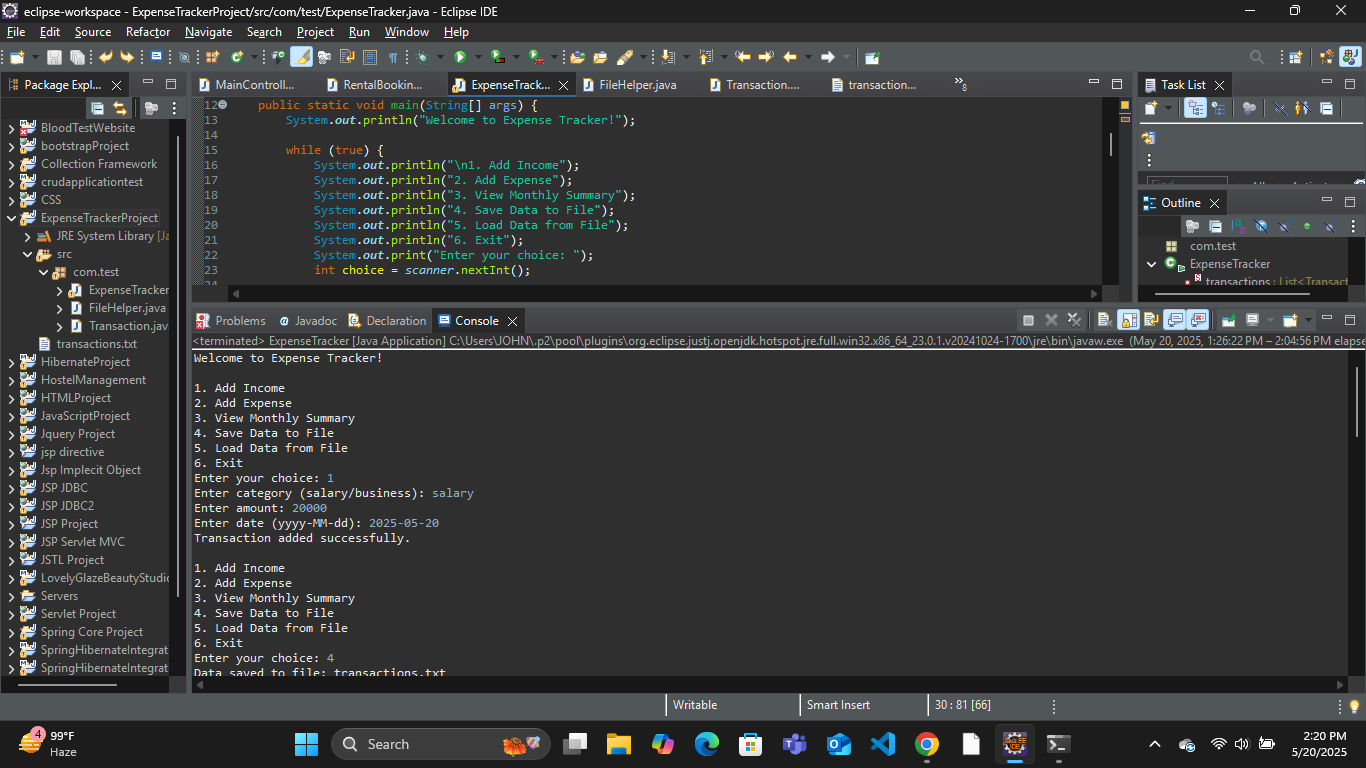 eclipse-workspace - ExpenseTrackerProject/src/com/test/ExpenseTracker.java - Eclipse IDE
File Edit Source Refactor Navigate Search Project Run Window Help
Package Expl...
MainControll...
RentalBookin...
ExpenseTrack...
FileHelper.java
Transaction....
transaction....
»8
Task List
BloodTestWebsite
bootstrapProject
Collection Framework
crudapplicationtest
CSS
ExpenseTrackerProject
JRE System Library [Ja
src
com.test
ExpenseTracker
FileHelper.java
Transaction.java
transactions.txt
HibernateProject
HostelManagement
HTMLProject
JavaScriptProject
Jquery Project
jsp directive
Jsp Implecit Object
JSP JDBC
JSP JDBC2
JSP Project
JSP Servlet MVC
JSTL Project
LovelyGlazeBeautyStudio
Servers
Servlet Project
Spring Core Project
SpringHibernateIntegrat
SpringHibernateIntegrat
12 public static void main(String[] args) {
13 System.out.println("Welcome to Expense Tracker!");
14
15 while (true) {
16 System.out.println("\n1. Add Income");
17 System.out.println("2. Add Expense");
18 System.out.println("3. View Monthly Summary");
19 System.out.println("4. Save Data to File");
20 System.out.println("5. Load Data from File");
21 System.out.println("6. Exit");
22 System.out.print("Enter your choice: ");
23 int choice = scanner.nextInt();
Outline
com.test
ExpenseTracker
transactions : List<Transact
Problems
Javadoc
Declaration
Console
<terminated> ExpenseTracker [Java Application] C:\Users\JOHN\.p2\pool\plugins\org.eclipse.justj.openjdk.hotspot.jre.full.win32.x86_64_23.0.1.v20241024-1700\jre\bin\javaw.exe (May 20, 2025, 1:26:22 PM – 2:04:56 PM elapse
Welcome to Expense Tracker!
1. Add Income
2. Add Expense
3. View Monthly Summary
4. Save Data to File
5. Load Data from File
6. Exit
Enter your choice: 1
Enter category (salary/business): salary
Enter amount: 20000
Enter date (yyyy-MM-dd): 2025-05-20
Transaction added successfully.
1. Add Income
2. Add Expense
3. View Monthly Summary
4. Save Data to File
5. Load Data from File
6. Exit
Enter your choice: 4
Data saved to file: transactions.txt
Writable
Smart Insert
30 : 81 [66]
4
99°F
Haze
Search
2:20 PM
5/20/2025